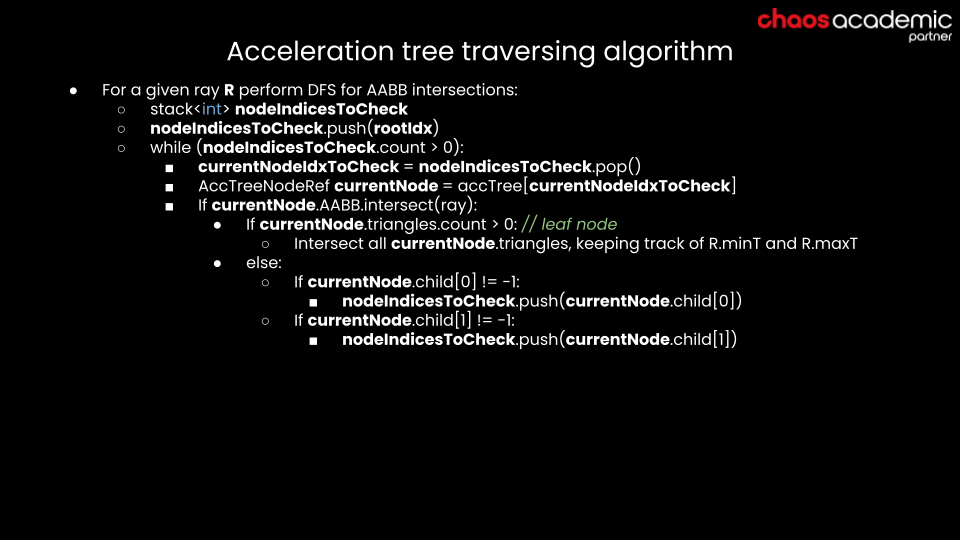 chaosacademic
partner
Acceleration tree traversing algorithm
● For a given ray R perform DFS for AABB intersections:
○ stack<int> nodeIndicesToCheck
○ nodeIndicesToCheck.push(rootIdx)
○ while (nodeIndicesToCheck.count > 0):
■ currentNodeIdxToCheck = nodeIndicesToCheck.pop()
■ AccTreeNodeRef currentNode = accTree[currentNodeIdxToCheck]
■ If currentNode.AABB.intersect(ray):
● If currentNode.triangles.count > 0: // leaf node
○ Intersect all currentNode.triangles, keeping track of R.minT and R.maxT
● else:
○ If currentNode.child[0] != -1:
■ nodeIndicesToCheck.push(currentNode.child[0])
○ If currentNode.child[1] != -1:
■ nodeIndicesToCheck.push(currentNode.child[1])